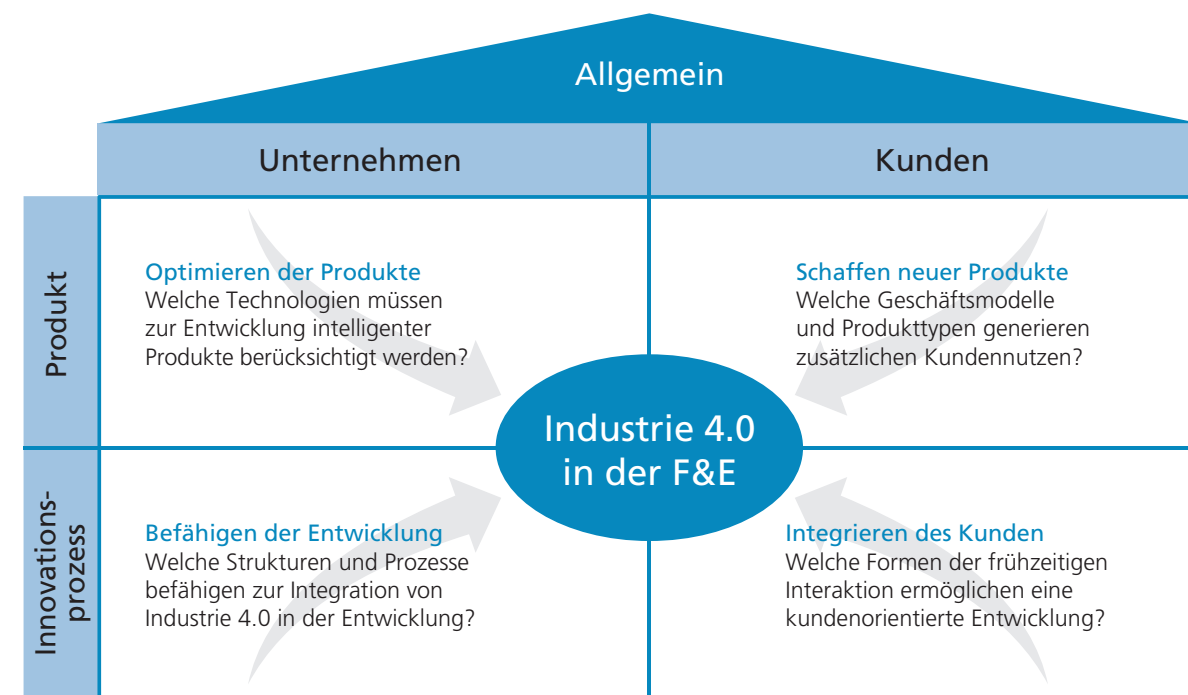 Allgemein
Unternehmen
Kunden
Produkt
Optimieren der Produkte
Welche Technologien müssen
zur Entwicklung intelligenter
Produkte berücksichtigt werden?
Schaffen neuer Produkte
Welche Geschäftsmodelle
und Produkttypen generieren
zusätzlichen Kundennutzen?
Industrie 4.0
in der F&E
Innovations-
prozess
Befähigen der Entwicklung
Welche Strukturen und Prozesse
befähigen zur Integration von
Industrie 4.0 in der Entwicklung?
Integrieren des Kunden
Welche Formen der frühzeitigen
Interaktion ermöglichen eine
kundenorientierte Entwicklung?